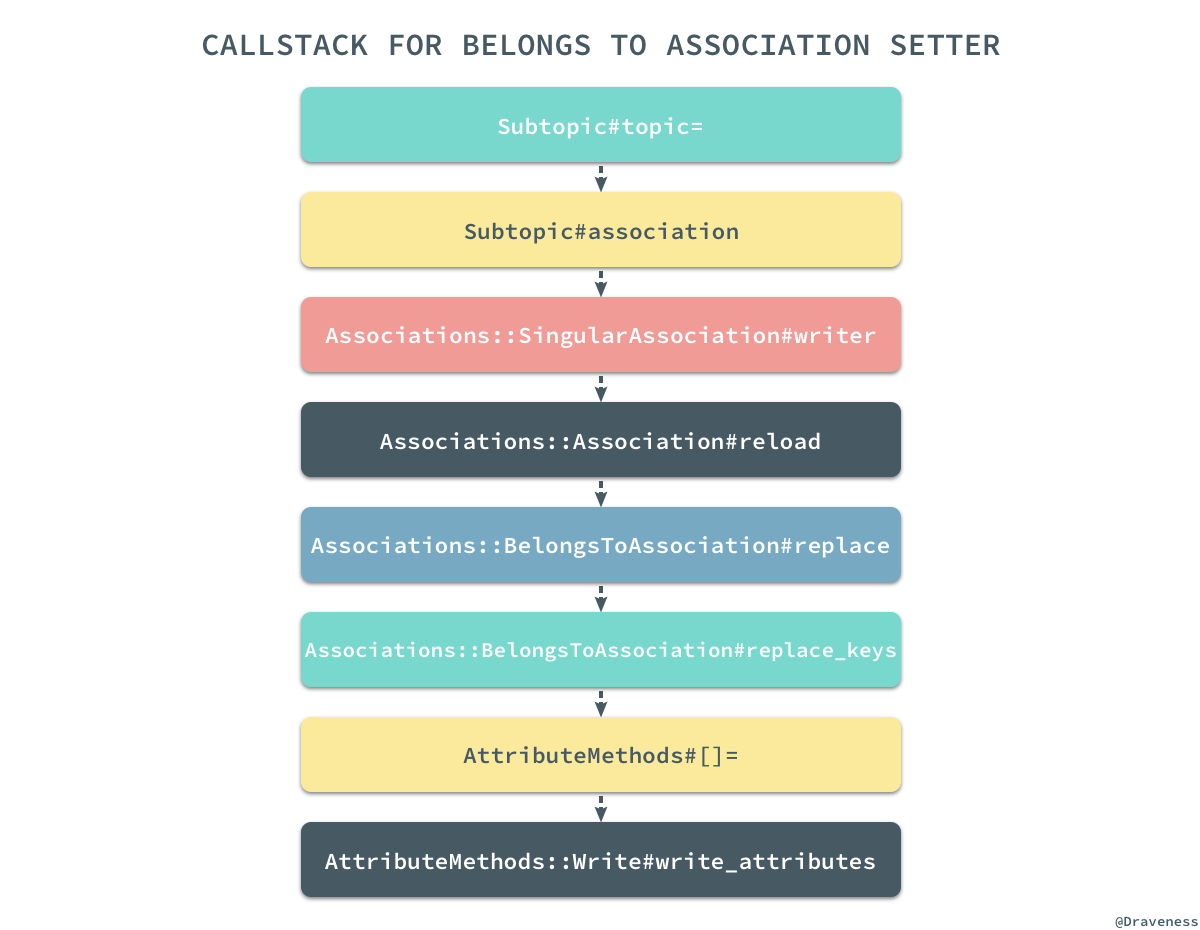 CALLSTACK FOR BELONGS TO ASSOCIATION SETTER
Subtopic#topic=
Subtopic#association
Associations::SingularAssociation#writer
Associations::Association#reload
Associations::BelongsToAssociation#replace
Associations::BelongsToAssociation#replace_keys
AttributeMethods#[]=
AttributeMethods::Write#write_attributes
@Draveness